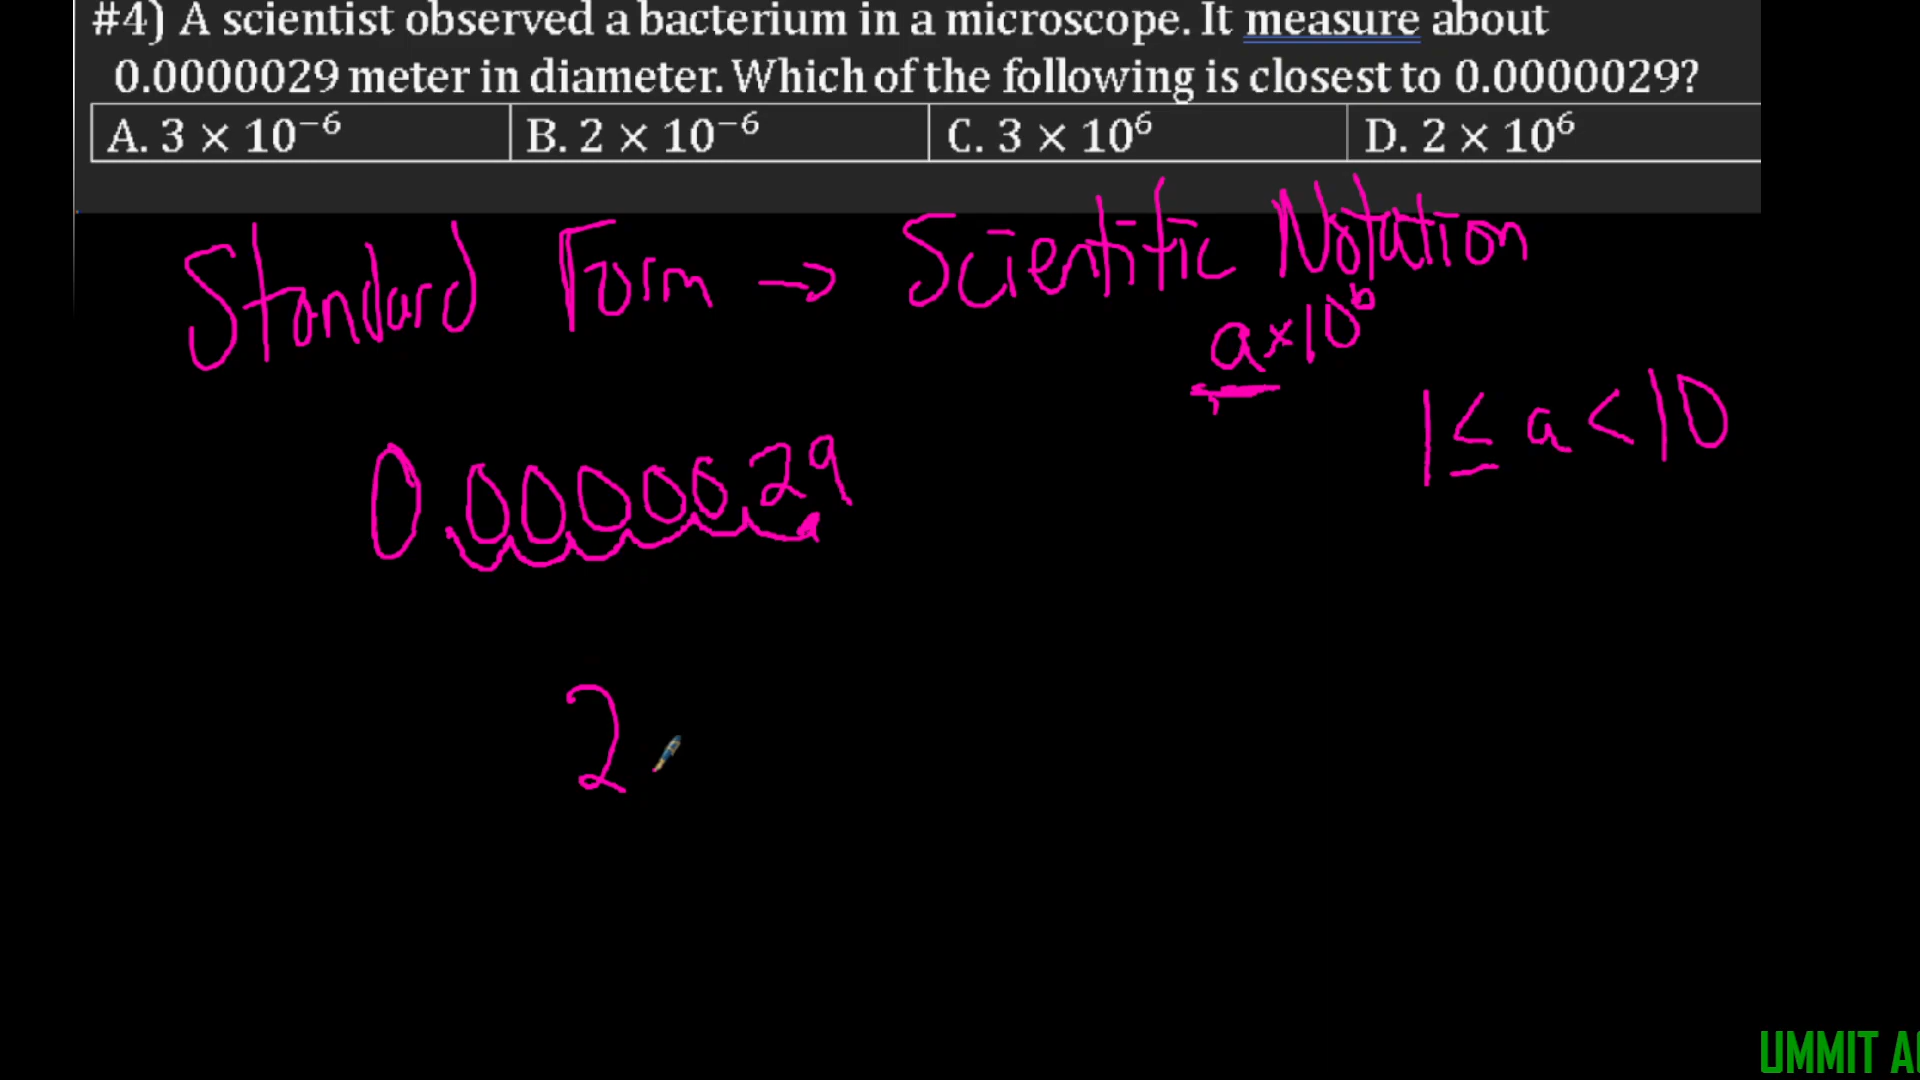 #4) A scientist observed a bacterium in a microscope. It measure about
0.0000029 meter in diameter. Which of the following is closest to 0.0000029?
A. 3 × 10⁻⁶ B. 2 × 10⁻⁶ C. 3 × 10⁶ D. 2 × 10⁶
Standard Form → Scientific Notation
a×10ᵇ
1 ≤ a < 10
0.0000029
2.
UMMIT A